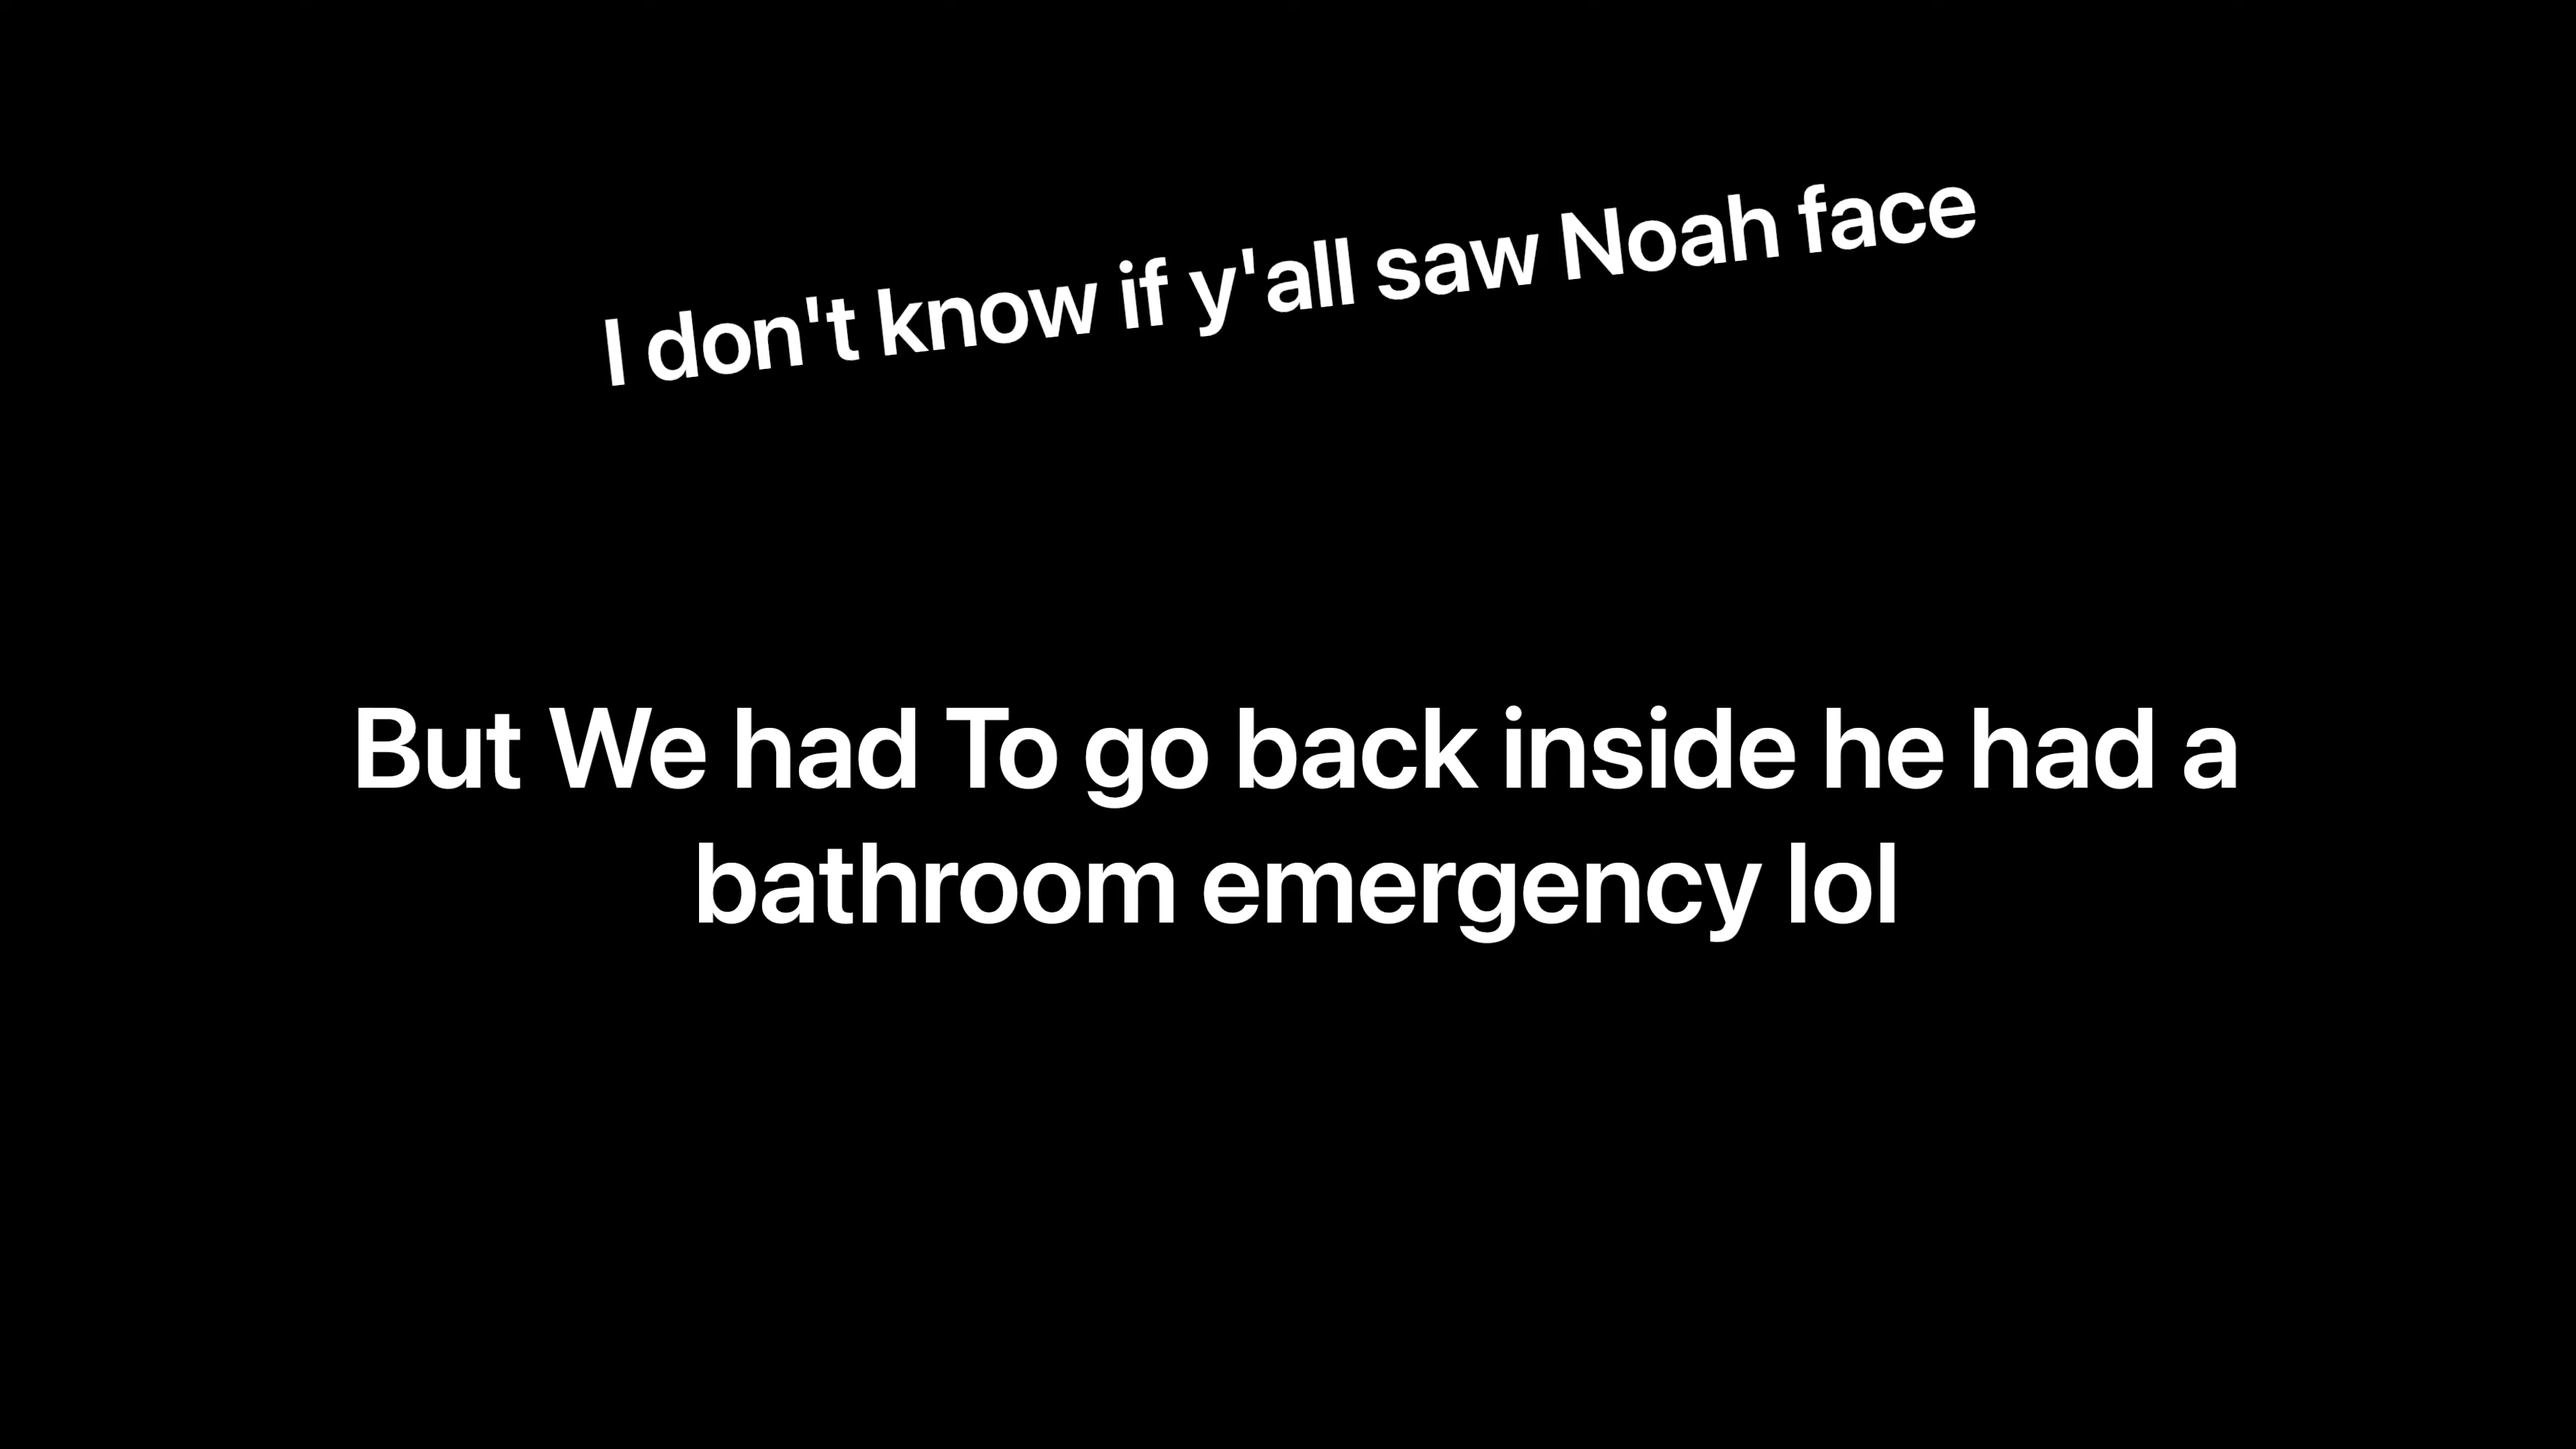 I don't know if y'all saw Noah face
But We had To go back inside he had a
bathroom emergency lol